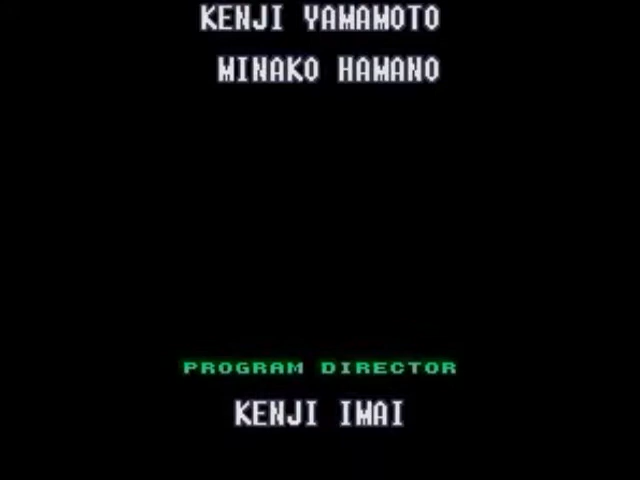 KENJI YAMAMOTO
MINAKO HAMANO
PROGRAM DIRECTOR
KENJI IMAI